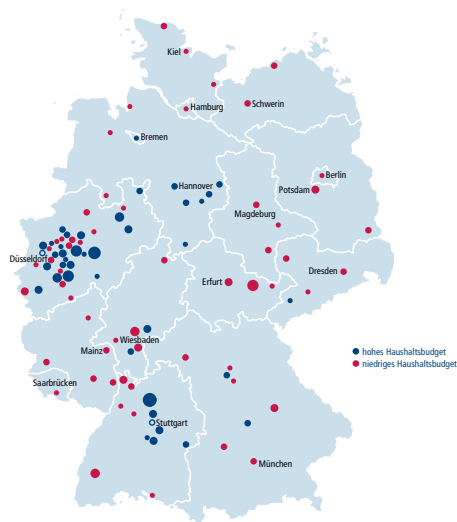 Kiel
Hamburg
Schwerin
Bremen
Hannover
Berlin
Potsdam
Magdeburg
Düsseldorf
Dresden
Erfurt
Wiesbaden
Mainz
hohes Haushaltsbudget
niedriges Haushaltsbudget
Saarbrücken
Stuttgart
München